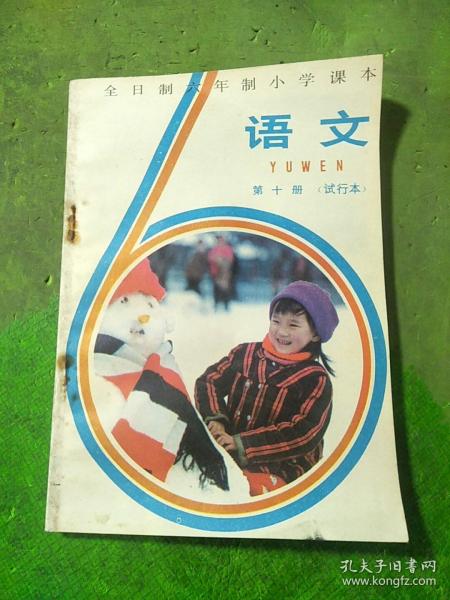 全日制六年制小学课本
语文
YUWEN
第十册（试行本）
孔夫子旧书网
www.kongfz.com